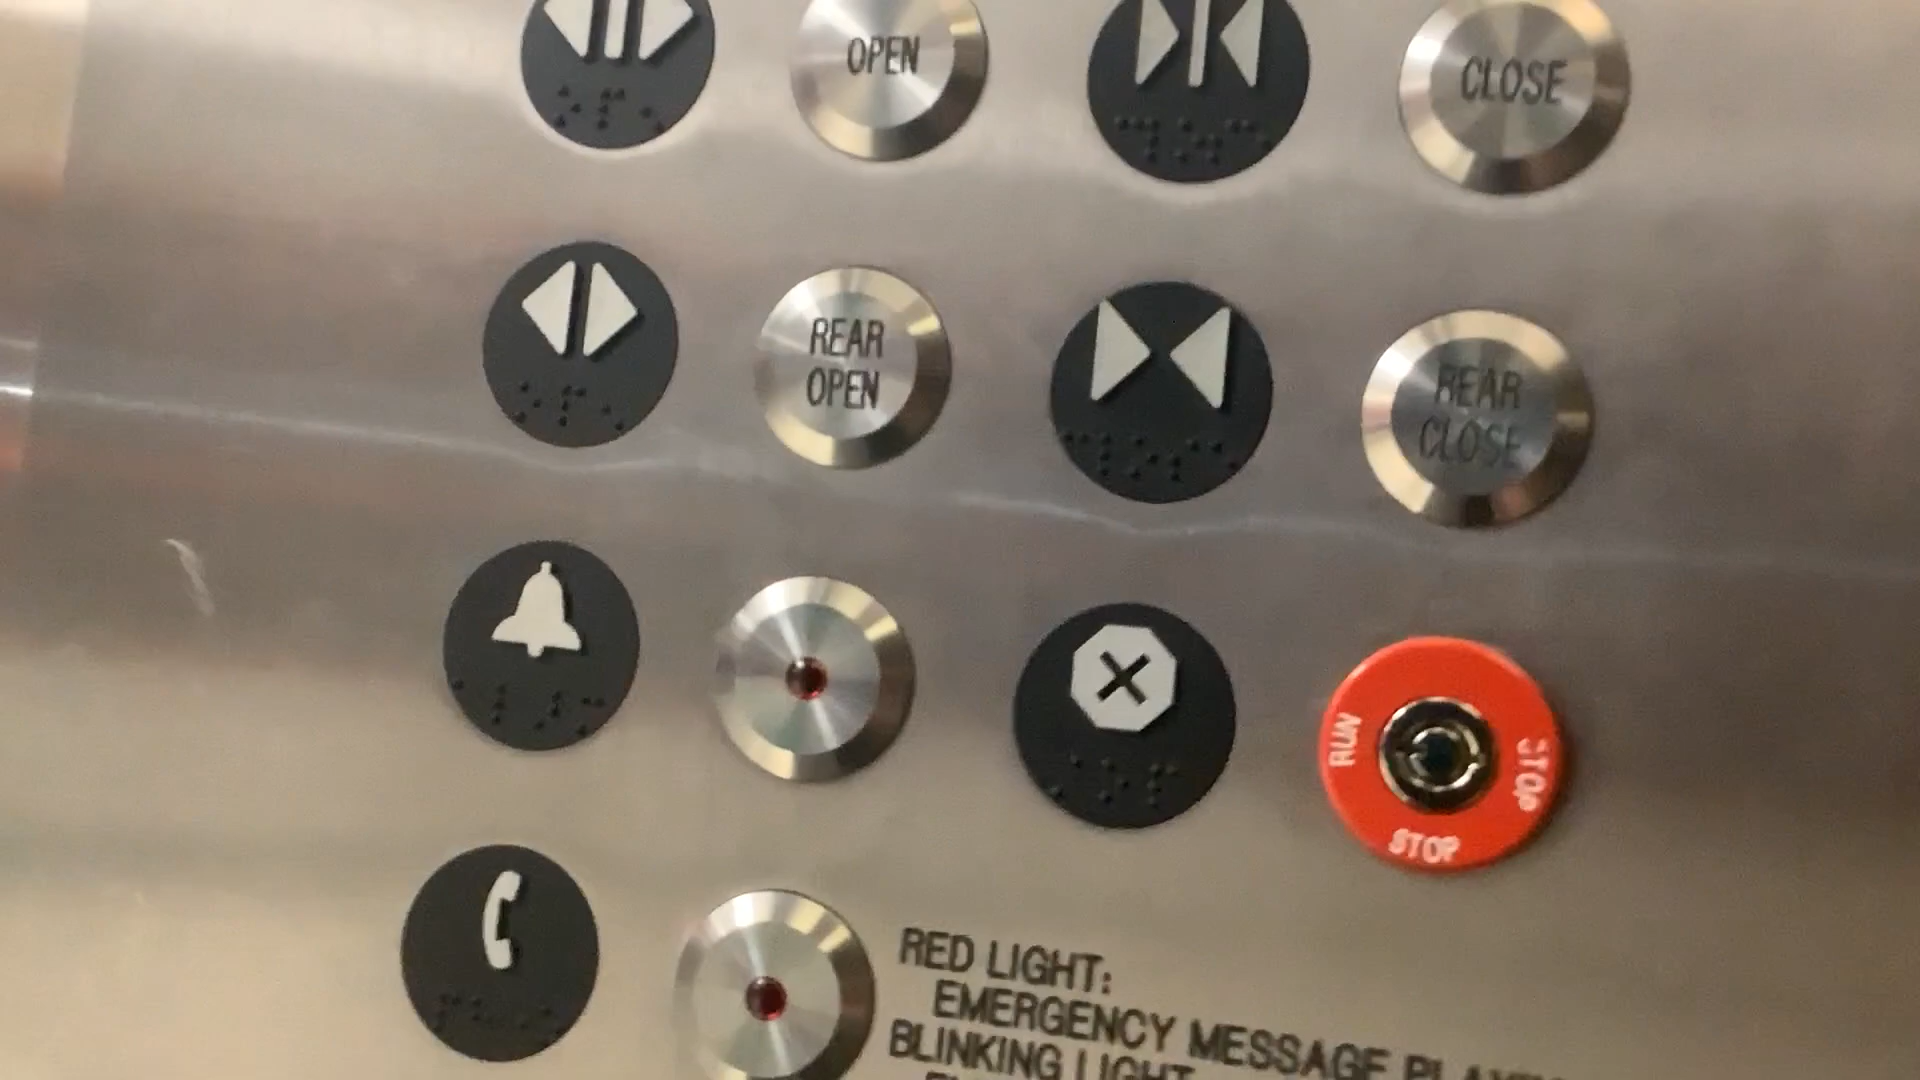 OPEN
CLOSE
REAR
OPEN
REAR
CLOSE
RUN
STOP
STOP
RED LIGHT:
EMERGENCY MESSAGE
BLINKING LIGHT